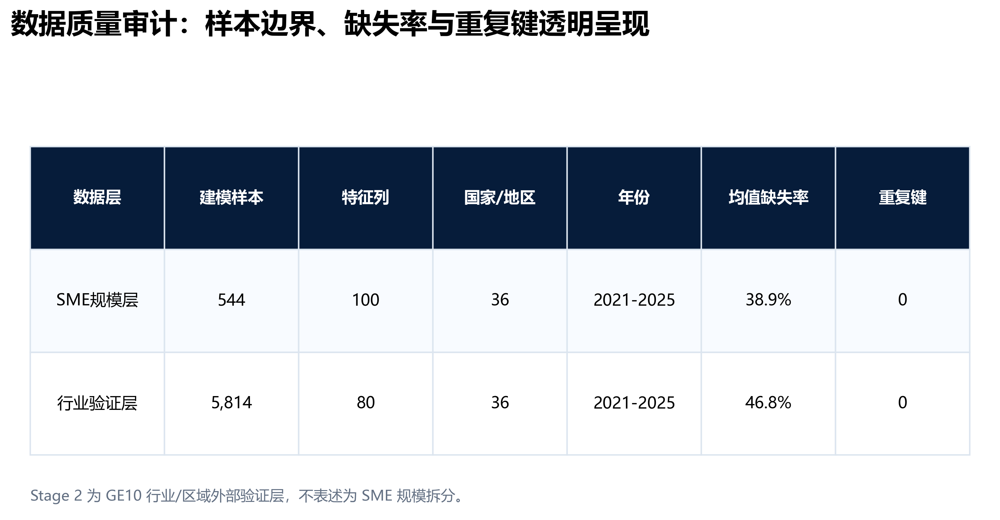 数据质量审计：样本边界、缺失率与重复键透明呈现
数据层 建模样本 特征列 国家/地区 年份 均值缺失率 重复键
SME规模层 544 100 36 2021-2025 38.9% 0
行业验证层 5,814 80 36 2021-2025 46.8% 0
Stage 2 为 GE10 行业/区域外部验证层，不表述为 SME 规模拆分。